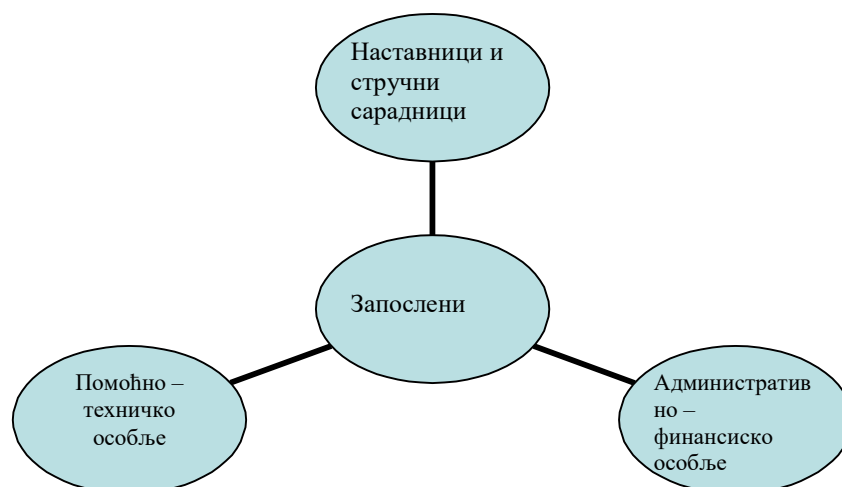 Наставници и
стручни
сарадници
Запослени
Помоћно –
техничко
особље
Административ
но –
финансиско
особље